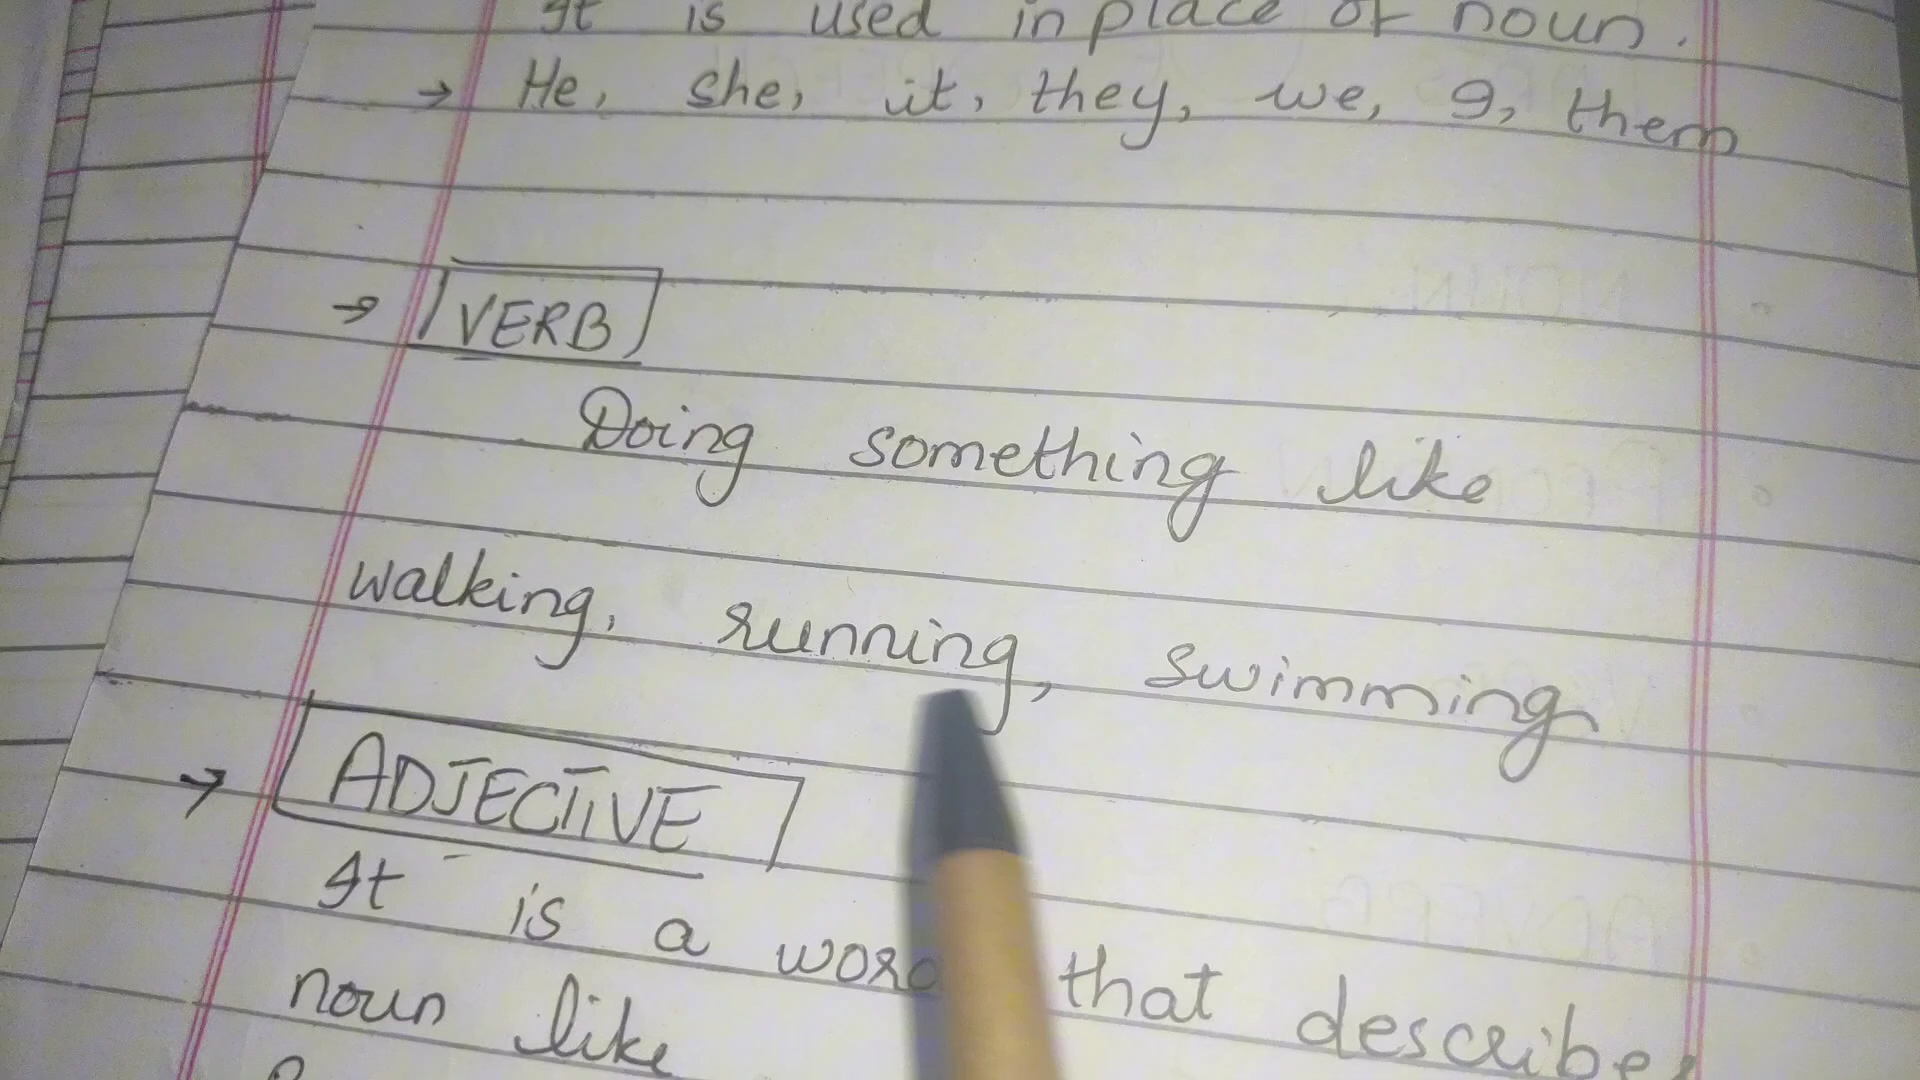 It is used in place of noun.
→ He, she, it, they, we, I, them
→ VERB
Doing something like
walking, running, swimming
→ ADJECTIVE
It is a word that describe
noun like